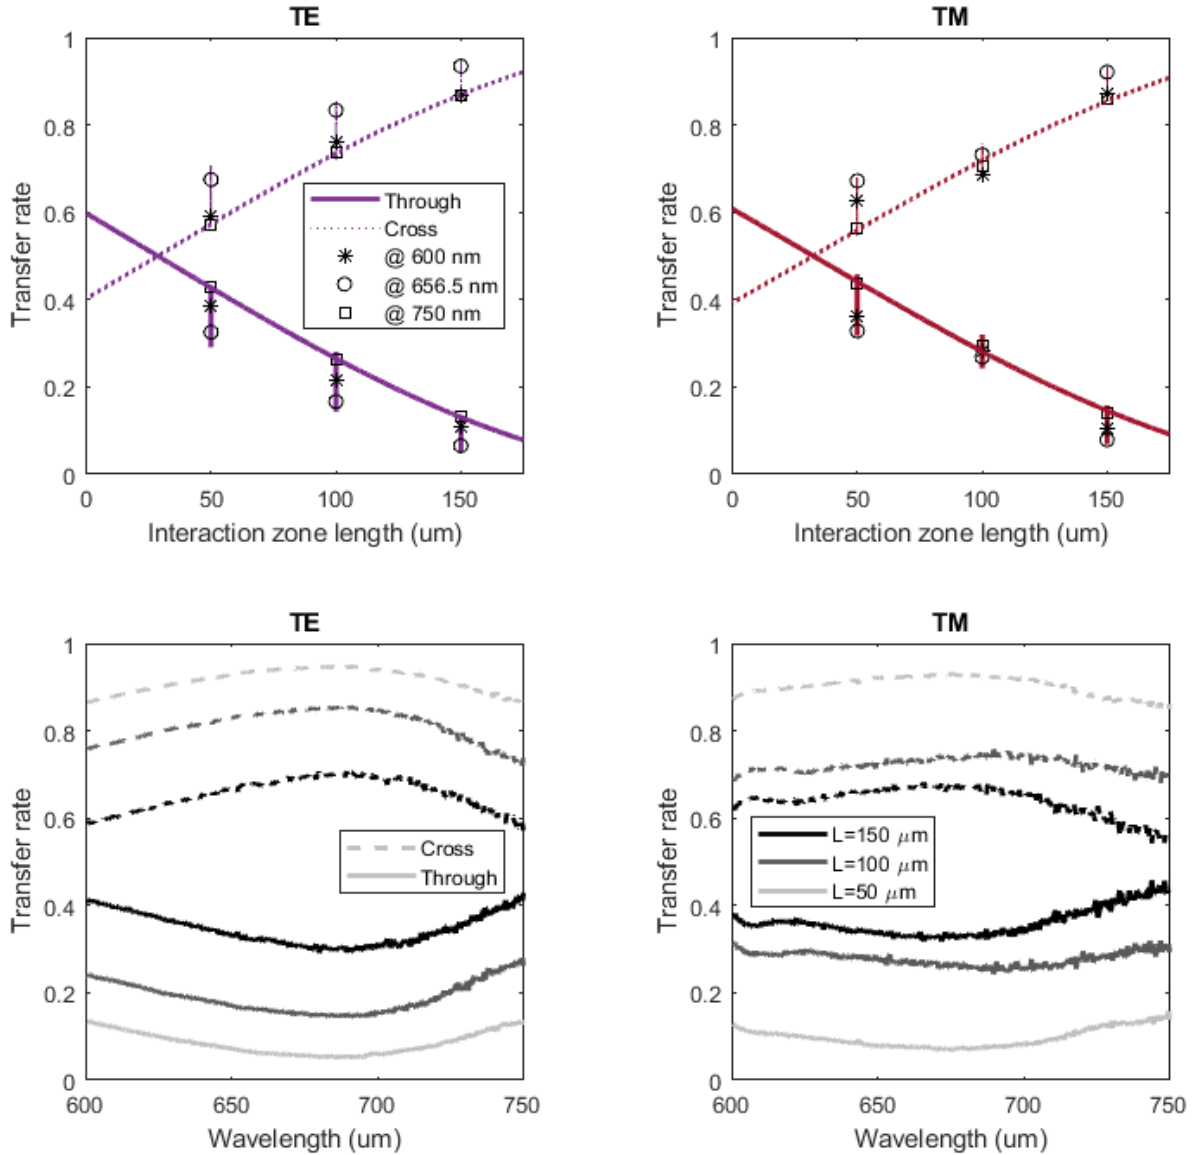 TE
1
0.8
0.6
0.4
0.2
0
Transfer rate
0 50 100 150
Interaction zone length (um)
Through
Cross
@ 600 nm
@ 656.5 nm
@ 750 nm
TM
1
0.8
0.6
0.4
0.2
0
Transfer rate
0 50 100 150
Interaction zone length (um)
TE
1
0.8
0.6
0.4
0.2
0
Transfer rate
600 650 700 750
Wavelength (um)
Cross
Through
TM
1
0.8
0.6
0.4
0.2
0
Transfer rate
600 650 700 750
Wavelength (um)
L=150 μm
L=100 μm
L=50 μm